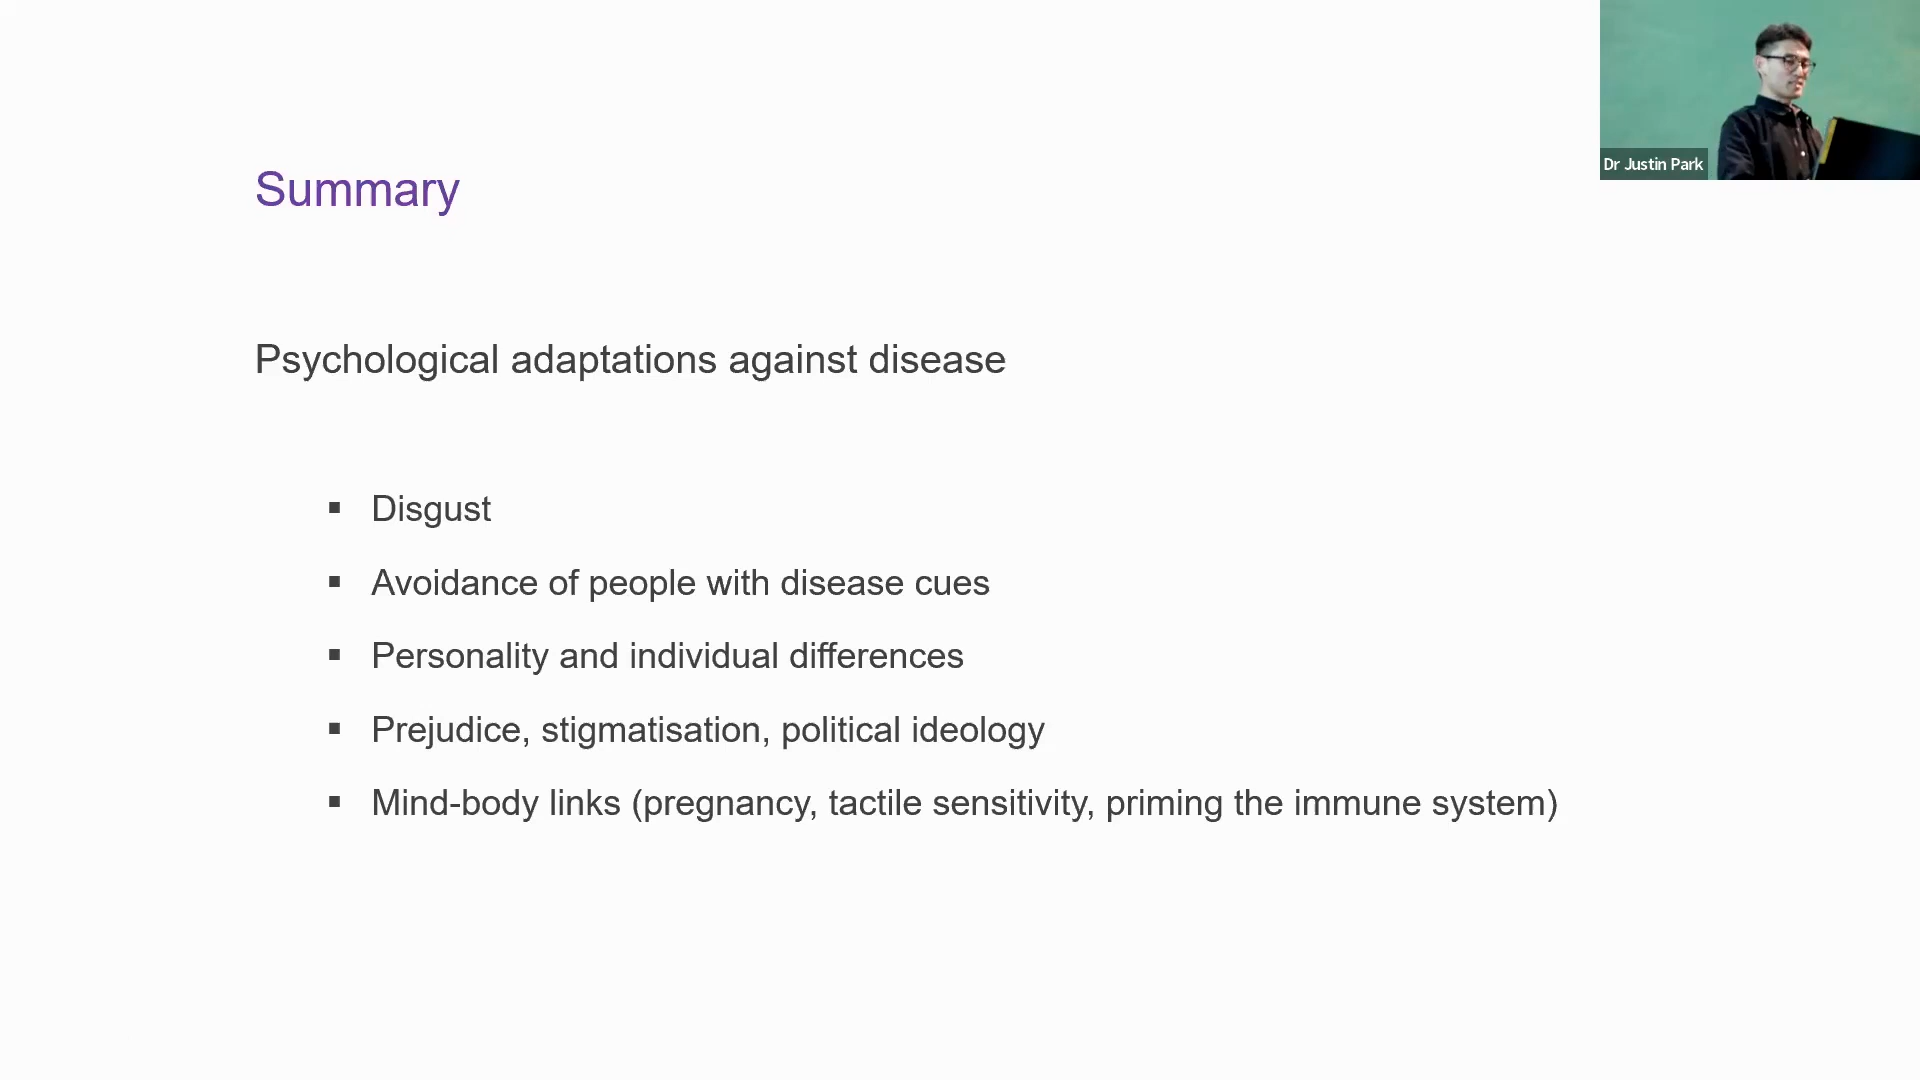 Dr Justin Park
Summary
Psychological adaptations against disease
▪ Disgust
▪ Avoidance of people with disease cues
▪ Personality and individual differences
▪ Prejudice, stigmatisation, political ideology
▪ Mind-body links (pregnancy, tactile sensitivity, priming the immune system)